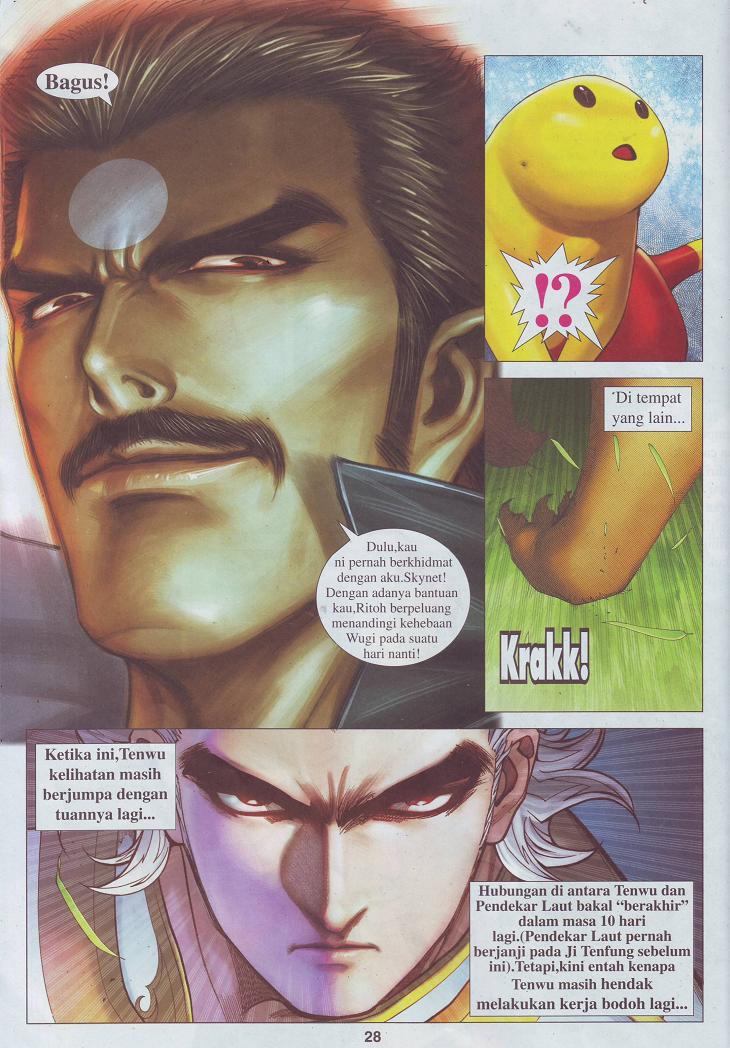 Bagus!
!?
'Di tempat
yang lain...
Dulu,kau
ni pernah berkhidmat
dengan aku.Skynet!
Dengan adanya bantuan
kau,Ritoh berpeluang
menandingi kehebaan
Wugi pada suatu
hari nanti!
Krakk!
Ketika ini,Tenwu
kelihatan masih
berjumpa dengan
tuannya lagi...
Hubungan di antara Tenwu dan
Pendekar Laut bakal “berakhir”
dalam masa 10 hari
lagi.(Pendekar Laut pernah
berjanji pada Ji Tenfung sebelum
ini).Tetapi,kini entah kenapa
Tenwu masih hendak
melakukan kerja bodoh lagi...
28